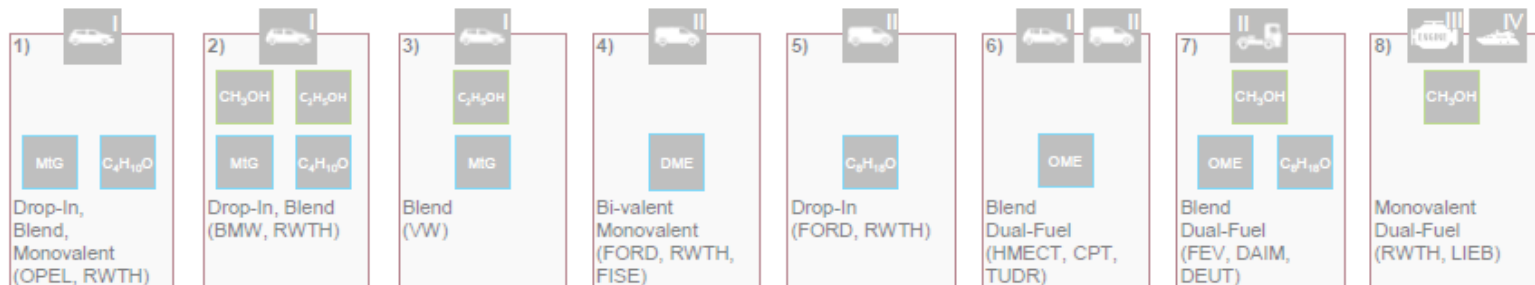 I
1)
MtG
C₄H₁₀O
Drop-In,
Blend,
Monovalent
(OPEL, RWTH)
I
2)
CH₃OH
C₂H₅OH
MtG
C₄H₁₀O
Drop-In, Blend
(BMW, RWTH)
I
3)
C₂H₅OH
MtG
Blend
(VW)
II
4)
DME
Bi-valent
Monovalent
(FORD, RWTH,
FISE)
II
5)
C₈H₁₈O
Drop-In
(FORD, RWTH)
I
II
6)
OME
Blend
Dual-Fuel
(HMECT, CPT,
TUDR)
II
7)
CH₃OH
OME
C₈H₁₈O
Blend
Dual-Fuel
(FEV, DAIM,
DEUT)
III
ENGINE
IV
8)
CH₃OH
Monovalent
Dual-Fuel
(RWTH, LIEB)